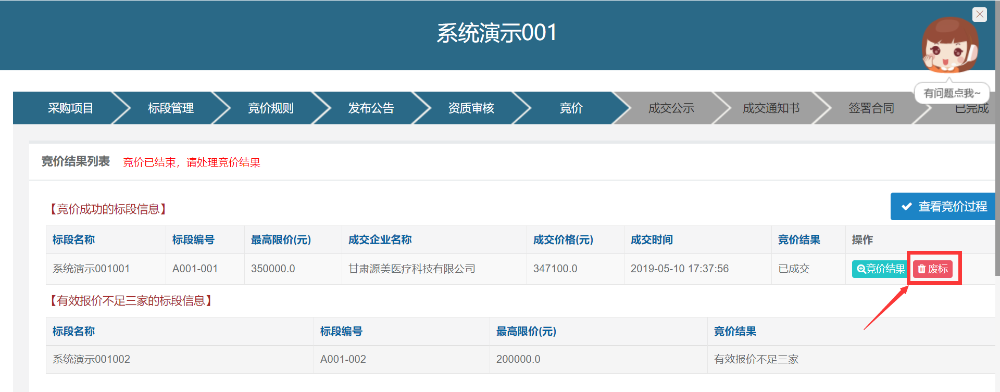 系统演示001
有问题点我~
采购项目 标段管理 竞价规则 发布公告 资质审核 竞价 成交公示 成交通知书 签署合同 已完成
竞价结果列表 竞价已结束，请处理竞价结果
【竞价成功的标段信息】 查看竞价过程
标段名称 标段编号 最高限价(元) 成交企业名称 成交价格(元) 成交时间 竞价结果 操作
系统演示001001 A001-001 350000.0 甘肃源美医疗科技有限公司 347100.0 2019-05-10 17:37:56 已成交 竞价结果 废标
【有效报价不足三家的标段信息】
标段名称 标段编号 最高限价(元) 竞价结果
系统演示001002 A001-002 200000.0 有效报价不足三家